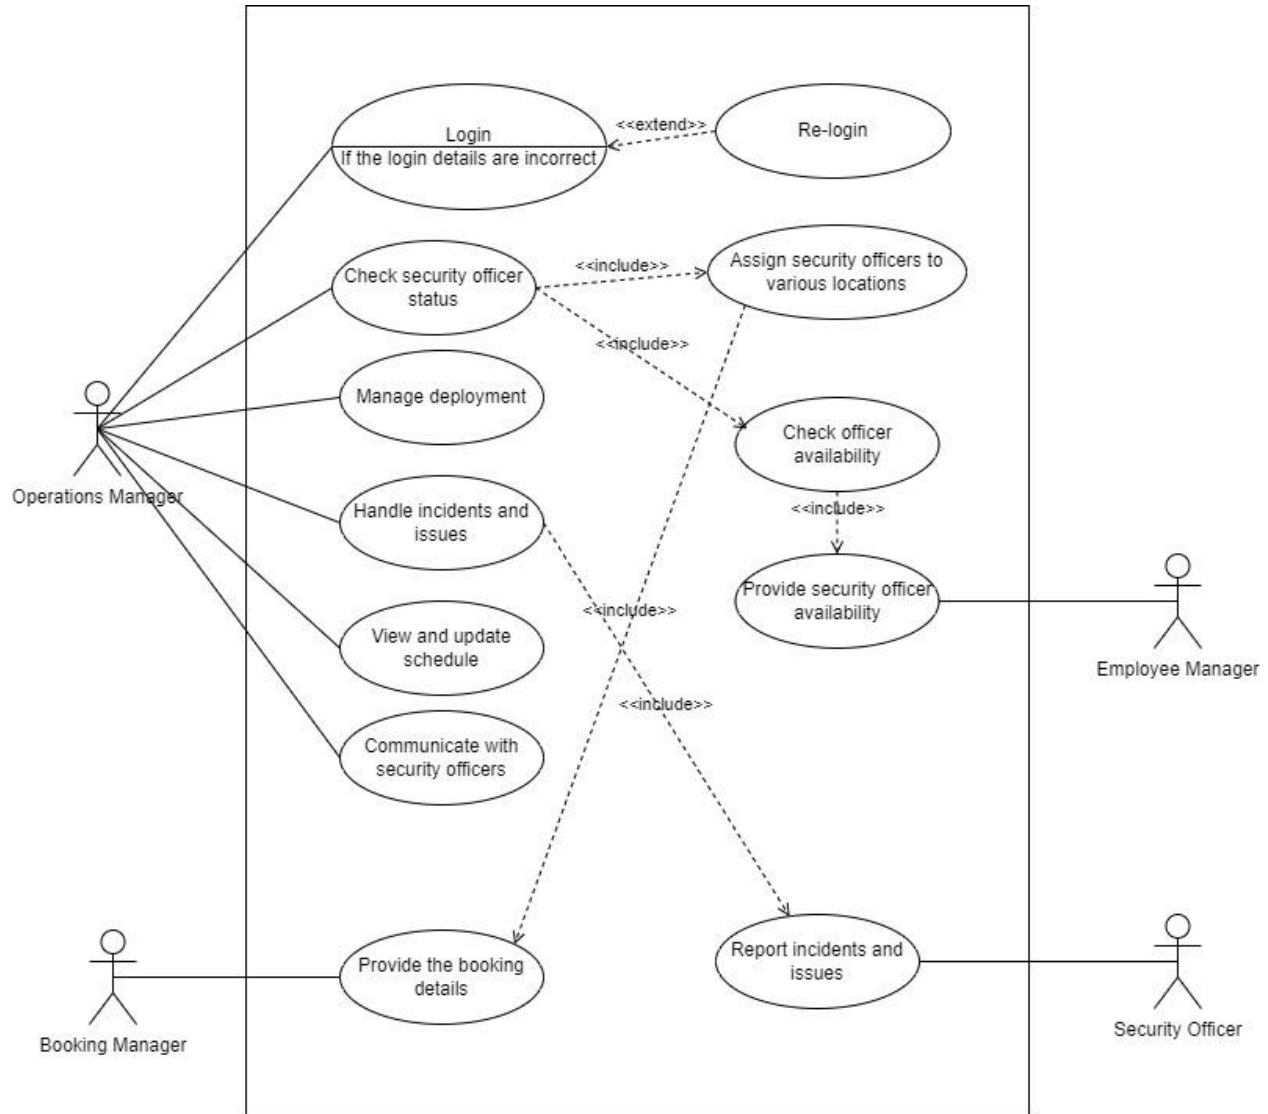 Login
If the login details are incorrect
<<extend>>
Re-login
Check security officer
status
<<include>>
Assign security officers to
various locations
<<include>>
Manage deployment
Check officer
availability
Operations Manager
Handle incidents and
issues
<<include>>
Provide security officer
availability
<<include>>
Employee Manager
View and update
schedule
<<include>>
Communicate with
security officers
Provide the booking
details
Report incidents and
issues
Booking Manager
Security Officer